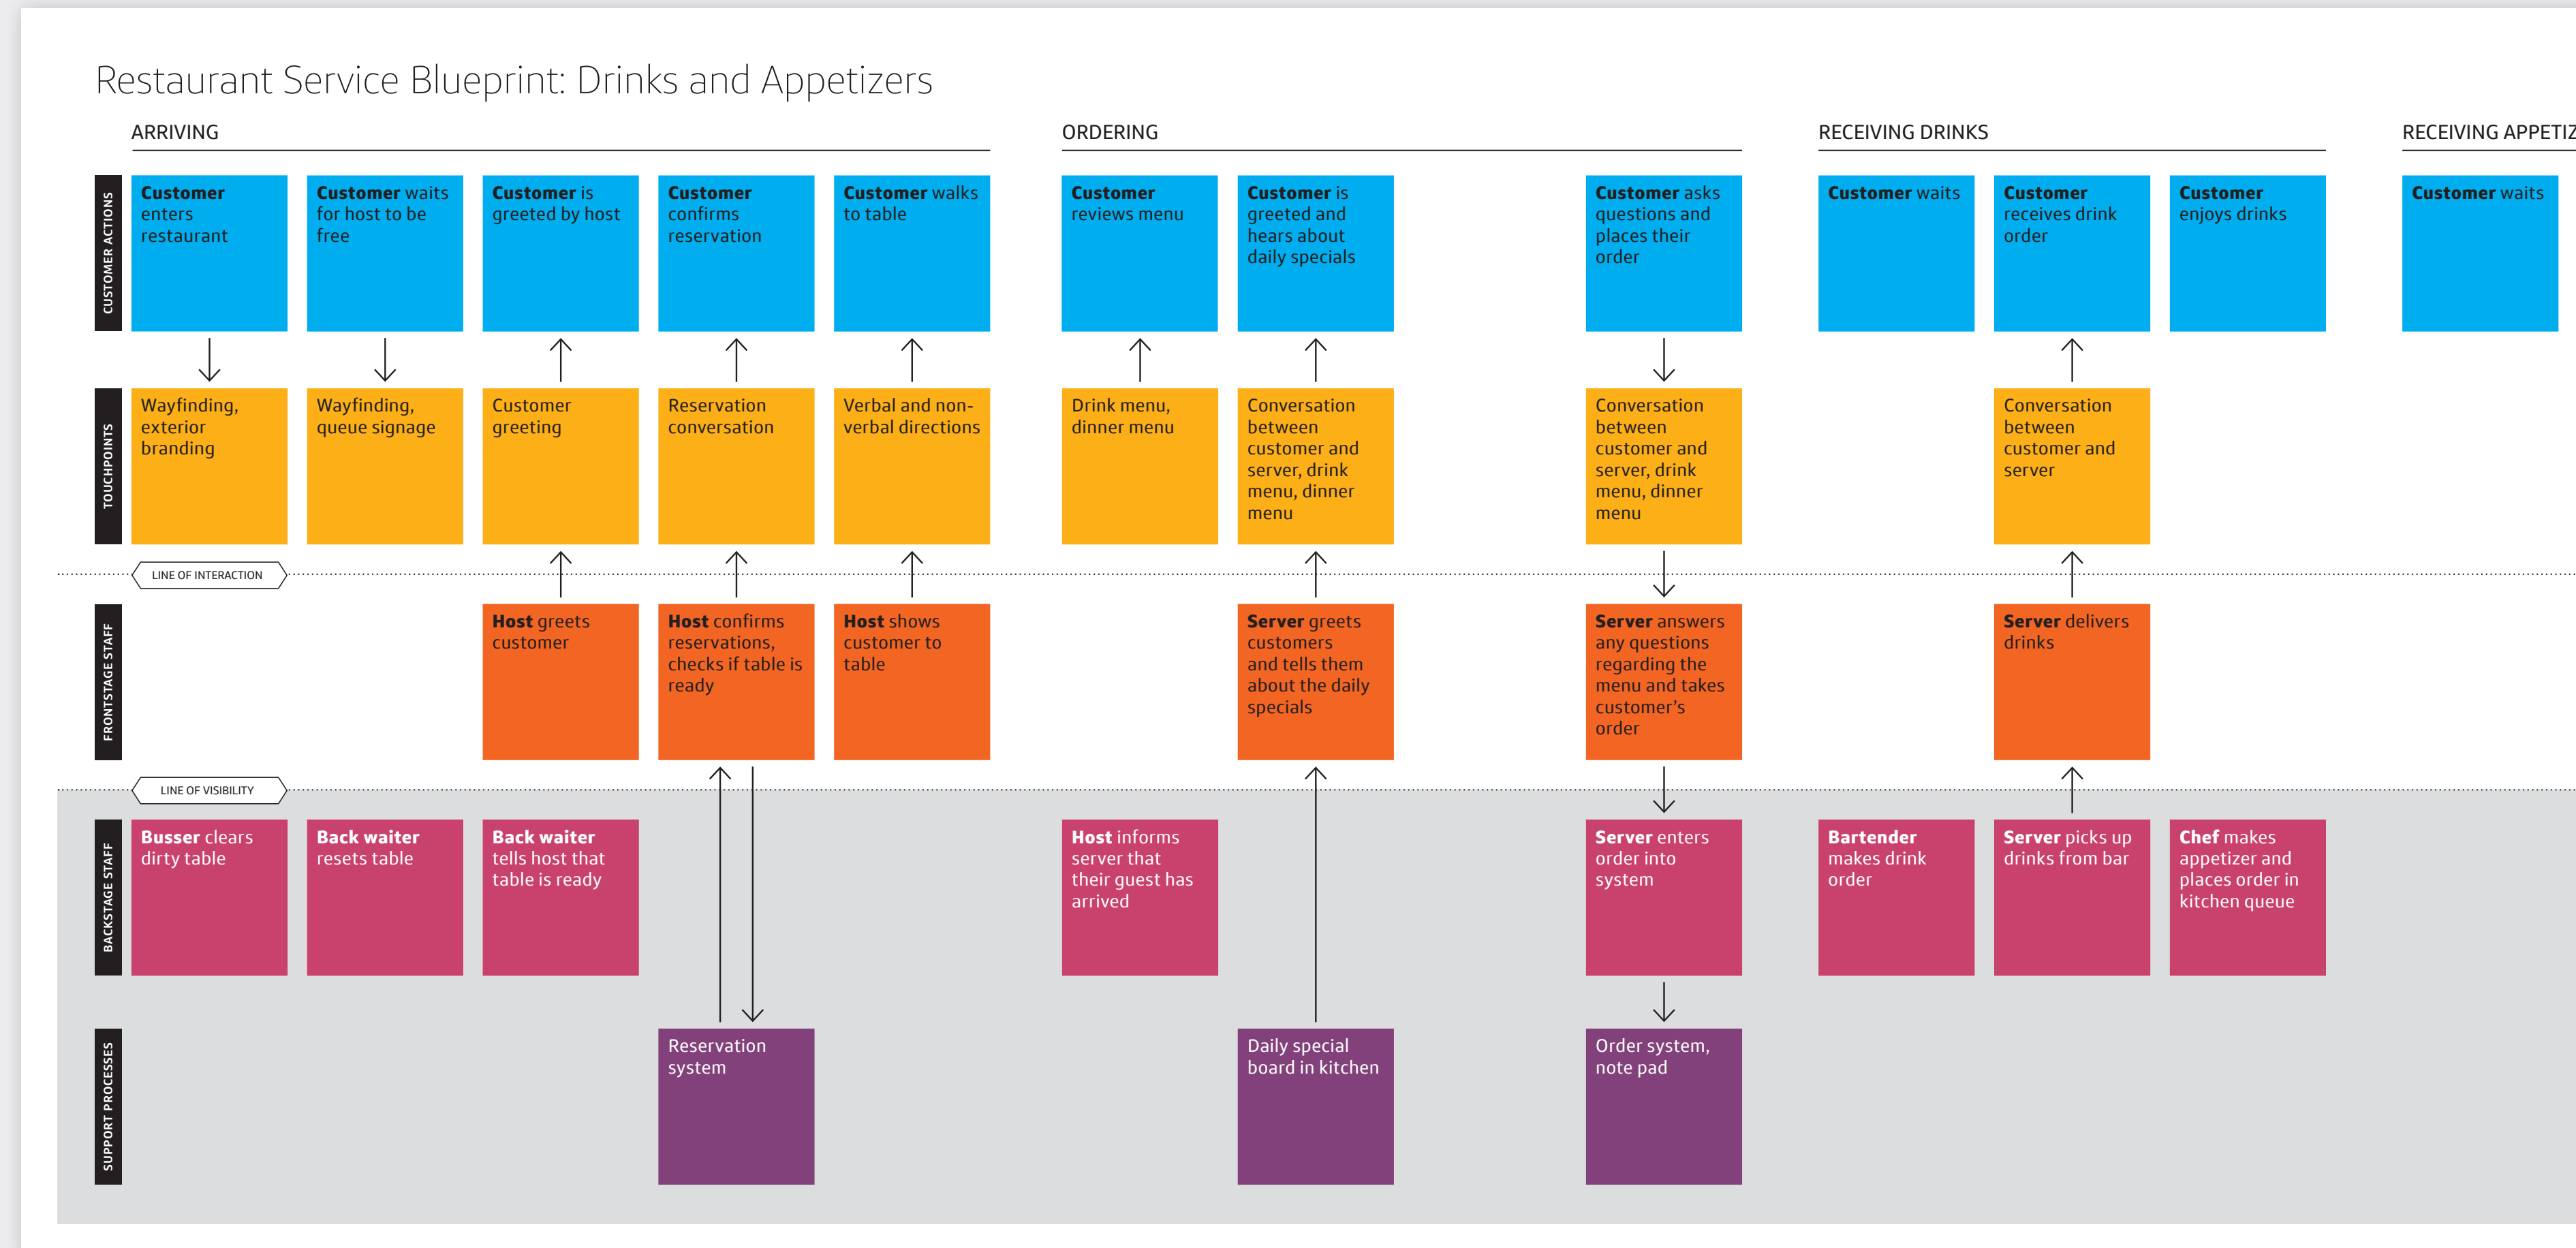 Restaurant Service Blueprint: Drinks and Appetizers
ARRIVING
ORDERING
RECEIVING DRINKS
RECEIVING APPETIZ
CUSTOMER ACTIONS
Customer
enters
restaurant
Customer waits
for host to be
free
Customer is
greeted by host
Customer
confirms
reservation
Customer walks
to table
Customer
reviews menu
Customer is
greeted and
hears about
daily specials
Customer asks
questions and
places their
order
Customer waits
Customer
receives drink
order
Customer
enjoys drinks
Customer waits
TOUCHPOINTS
Wayfinding,
exterior
branding
Wayfinding,
queue signage
Customer
greeting
Reservation
conversation
Verbal and non-
verbal directions
Drink menu,
dinner menu
Conversation
between
customer and
server, drink
menu, dinner
menu
Conversation
between
customer and
server, drink
menu, dinner
menu
Conversation
between
customer and
server
LINE OF INTERACTION
FRONTSTAGE STAFF
Host greets
customer
Host confirms
reservations,
checks if table is
ready
Host shows
customer to
table
Server greets
customers
and tells them
about the daily
specials
Server answers
any questions
regarding the
menu and takes
customer’s
order
Server delivers
drinks
LINE OF VISIBILITY
BACKSTAGE STAFF
Busser clears
dirty table
Back waiter
resets table
Back waiter
tells host that
table is ready
Host informs
server that
their guest has
arrived
Server enters
order into
system
Bartender
makes drink
order
Server picks up
drinks from bar
Chef makes
appetizer and
places order in
kitchen queue
SUPPORT PROCESSES
Reservation
system
Daily special
board in kitchen
Order system,
note pad